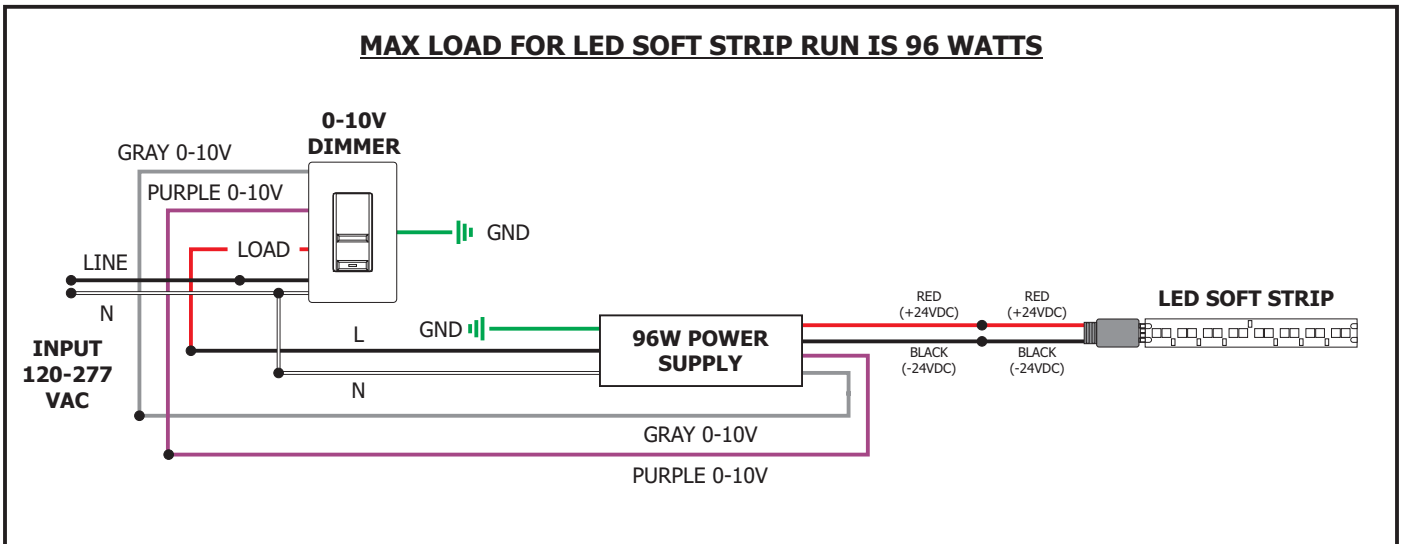 MAX LOAD FOR LED SOFT STRIP RUN IS 96 WATTS
0-10V
DIMMER
GRAY 0-10V
PURPLE 0-10V
LOAD
GND
LINE
N
INPUT
120-277
VAC
L
GND
N
96W POWER
SUPPLY
RED
(+24VDC)
RED
(+24VDC)
BLACK
(-24VDC)
BLACK
(-24VDC)
LED SOFT STRIP
GRAY 0-10V
PURPLE 0-10V